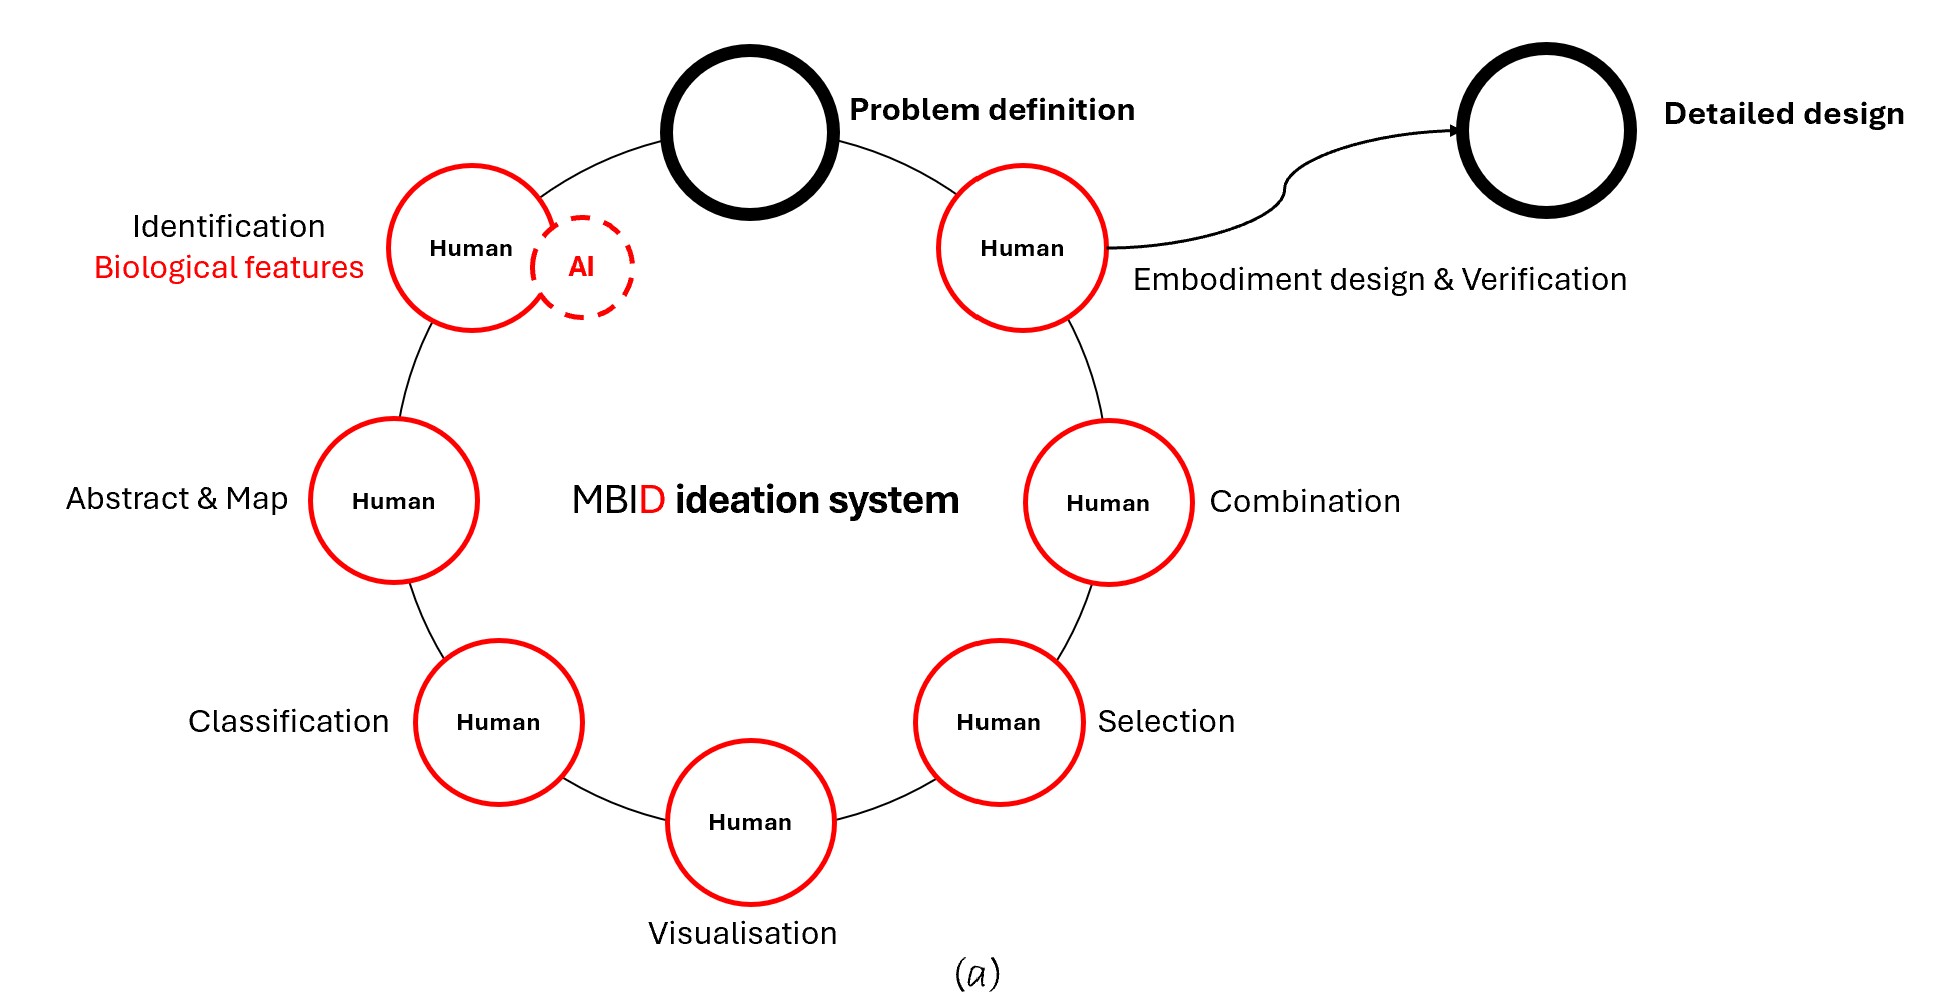 Problem definition
Detailed design
Human
AI
Identification
Biological features
Human
Embodiment design & Verification
Abstract & Map
Human
MBID ideation system
Human
Combination
Classification
Human
Human
Selection
Human
Visualisation
(a)